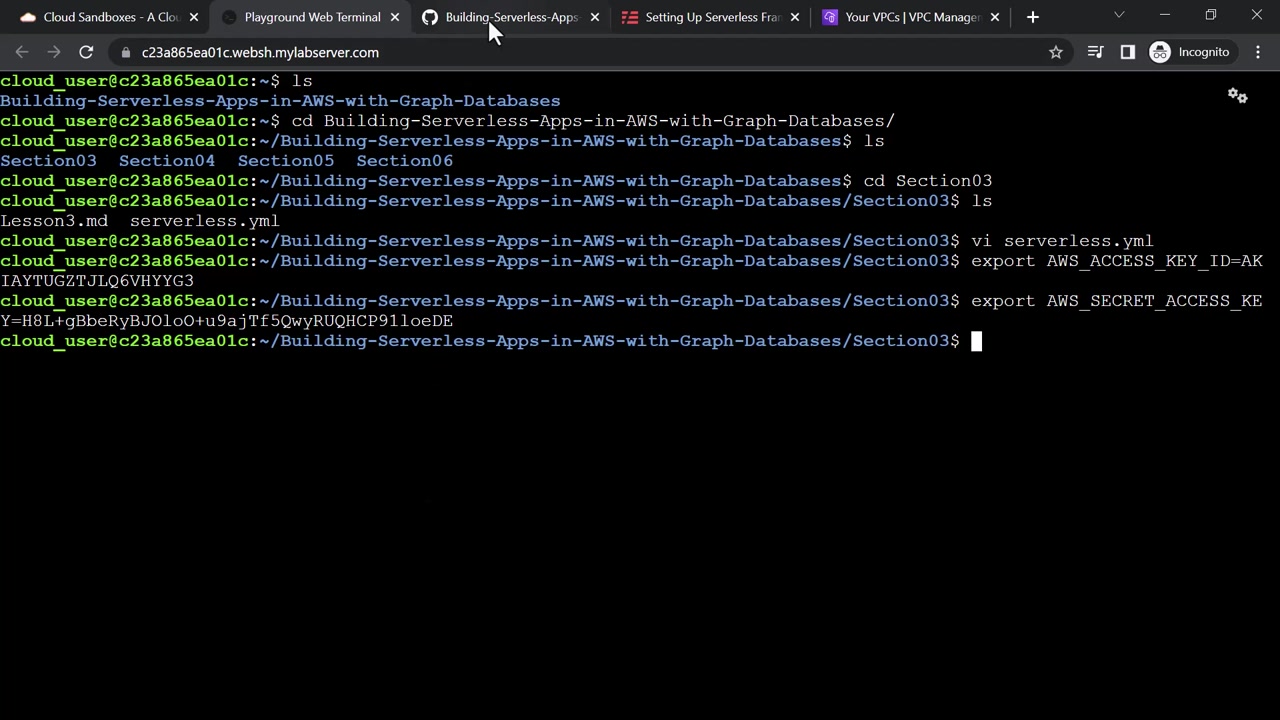 Cloud Sandboxes - A Clou
Playground Web Terminal
Building-Serverless-Apps-
Setting Up Serverless Fran
Your VPCs | VPC Manager
c23a865ea01c.websh.mylabserver.com
Incognito
cloud_user@c23a865ea01c:~$ ls
Building-Serverless-Apps-in-AWS-with-Graph-Databases
cloud_user@c23a865ea01c:~$ cd Building-Serverless-Apps-in-AWS-with-Graph-Databases/
cloud_user@c23a865ea01c:~/Building-Serverless-Apps-in-AWS-with-Graph-Databases$ ls
Section03  Section04  Section05  Section06
cloud_user@c23a865ea01c:~/Building-Serverless-Apps-in-AWS-with-Graph-Databases$ cd Section03
cloud_user@c23a865ea01c:~/Building-Serverless-Apps-in-AWS-with-Graph-Databases/Section03$ ls
Lesson3.md  serverless.yml
cloud_user@c23a865ea01c:~/Building-Serverless-Apps-in-AWS-with-Graph-Databases/Section03$ vi serverless.yml
cloud_user@c23a865ea01c:~/Building-Serverless-Apps-in-AWS-with-Graph-Databases/Section03$ export AWS_ACCESS_KEY_ID=AK
IAYTUGZTJLQ6VHYYG3
cloud_user@c23a865ea01c:~/Building-Serverless-Apps-in-AWS-with-Graph-Databases/Section03$ export AWS_SECRET_ACCESS_KE
Y=H8L+gBbeRyBJOloO+u9ajTf5QwyRUQHCP91loeDE
cloud_user@c23a865ea01c:~/Building-Serverless-Apps-in-AWS-with-Graph-Databases/Section03$